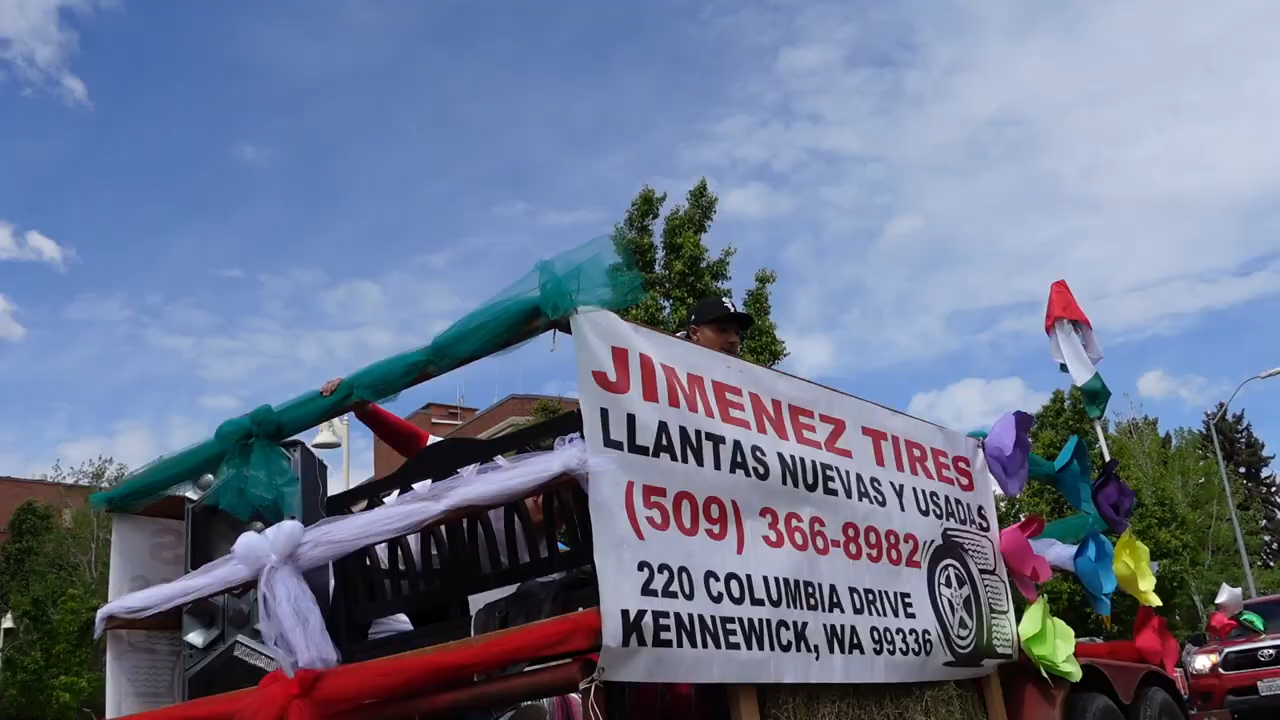 JIMENEZ TIRES
LLANTAS NUEVAS Y USADAS
(509) 366-8982
220 COLUMBIA DRIVE
KENNEWICK, WA 99336